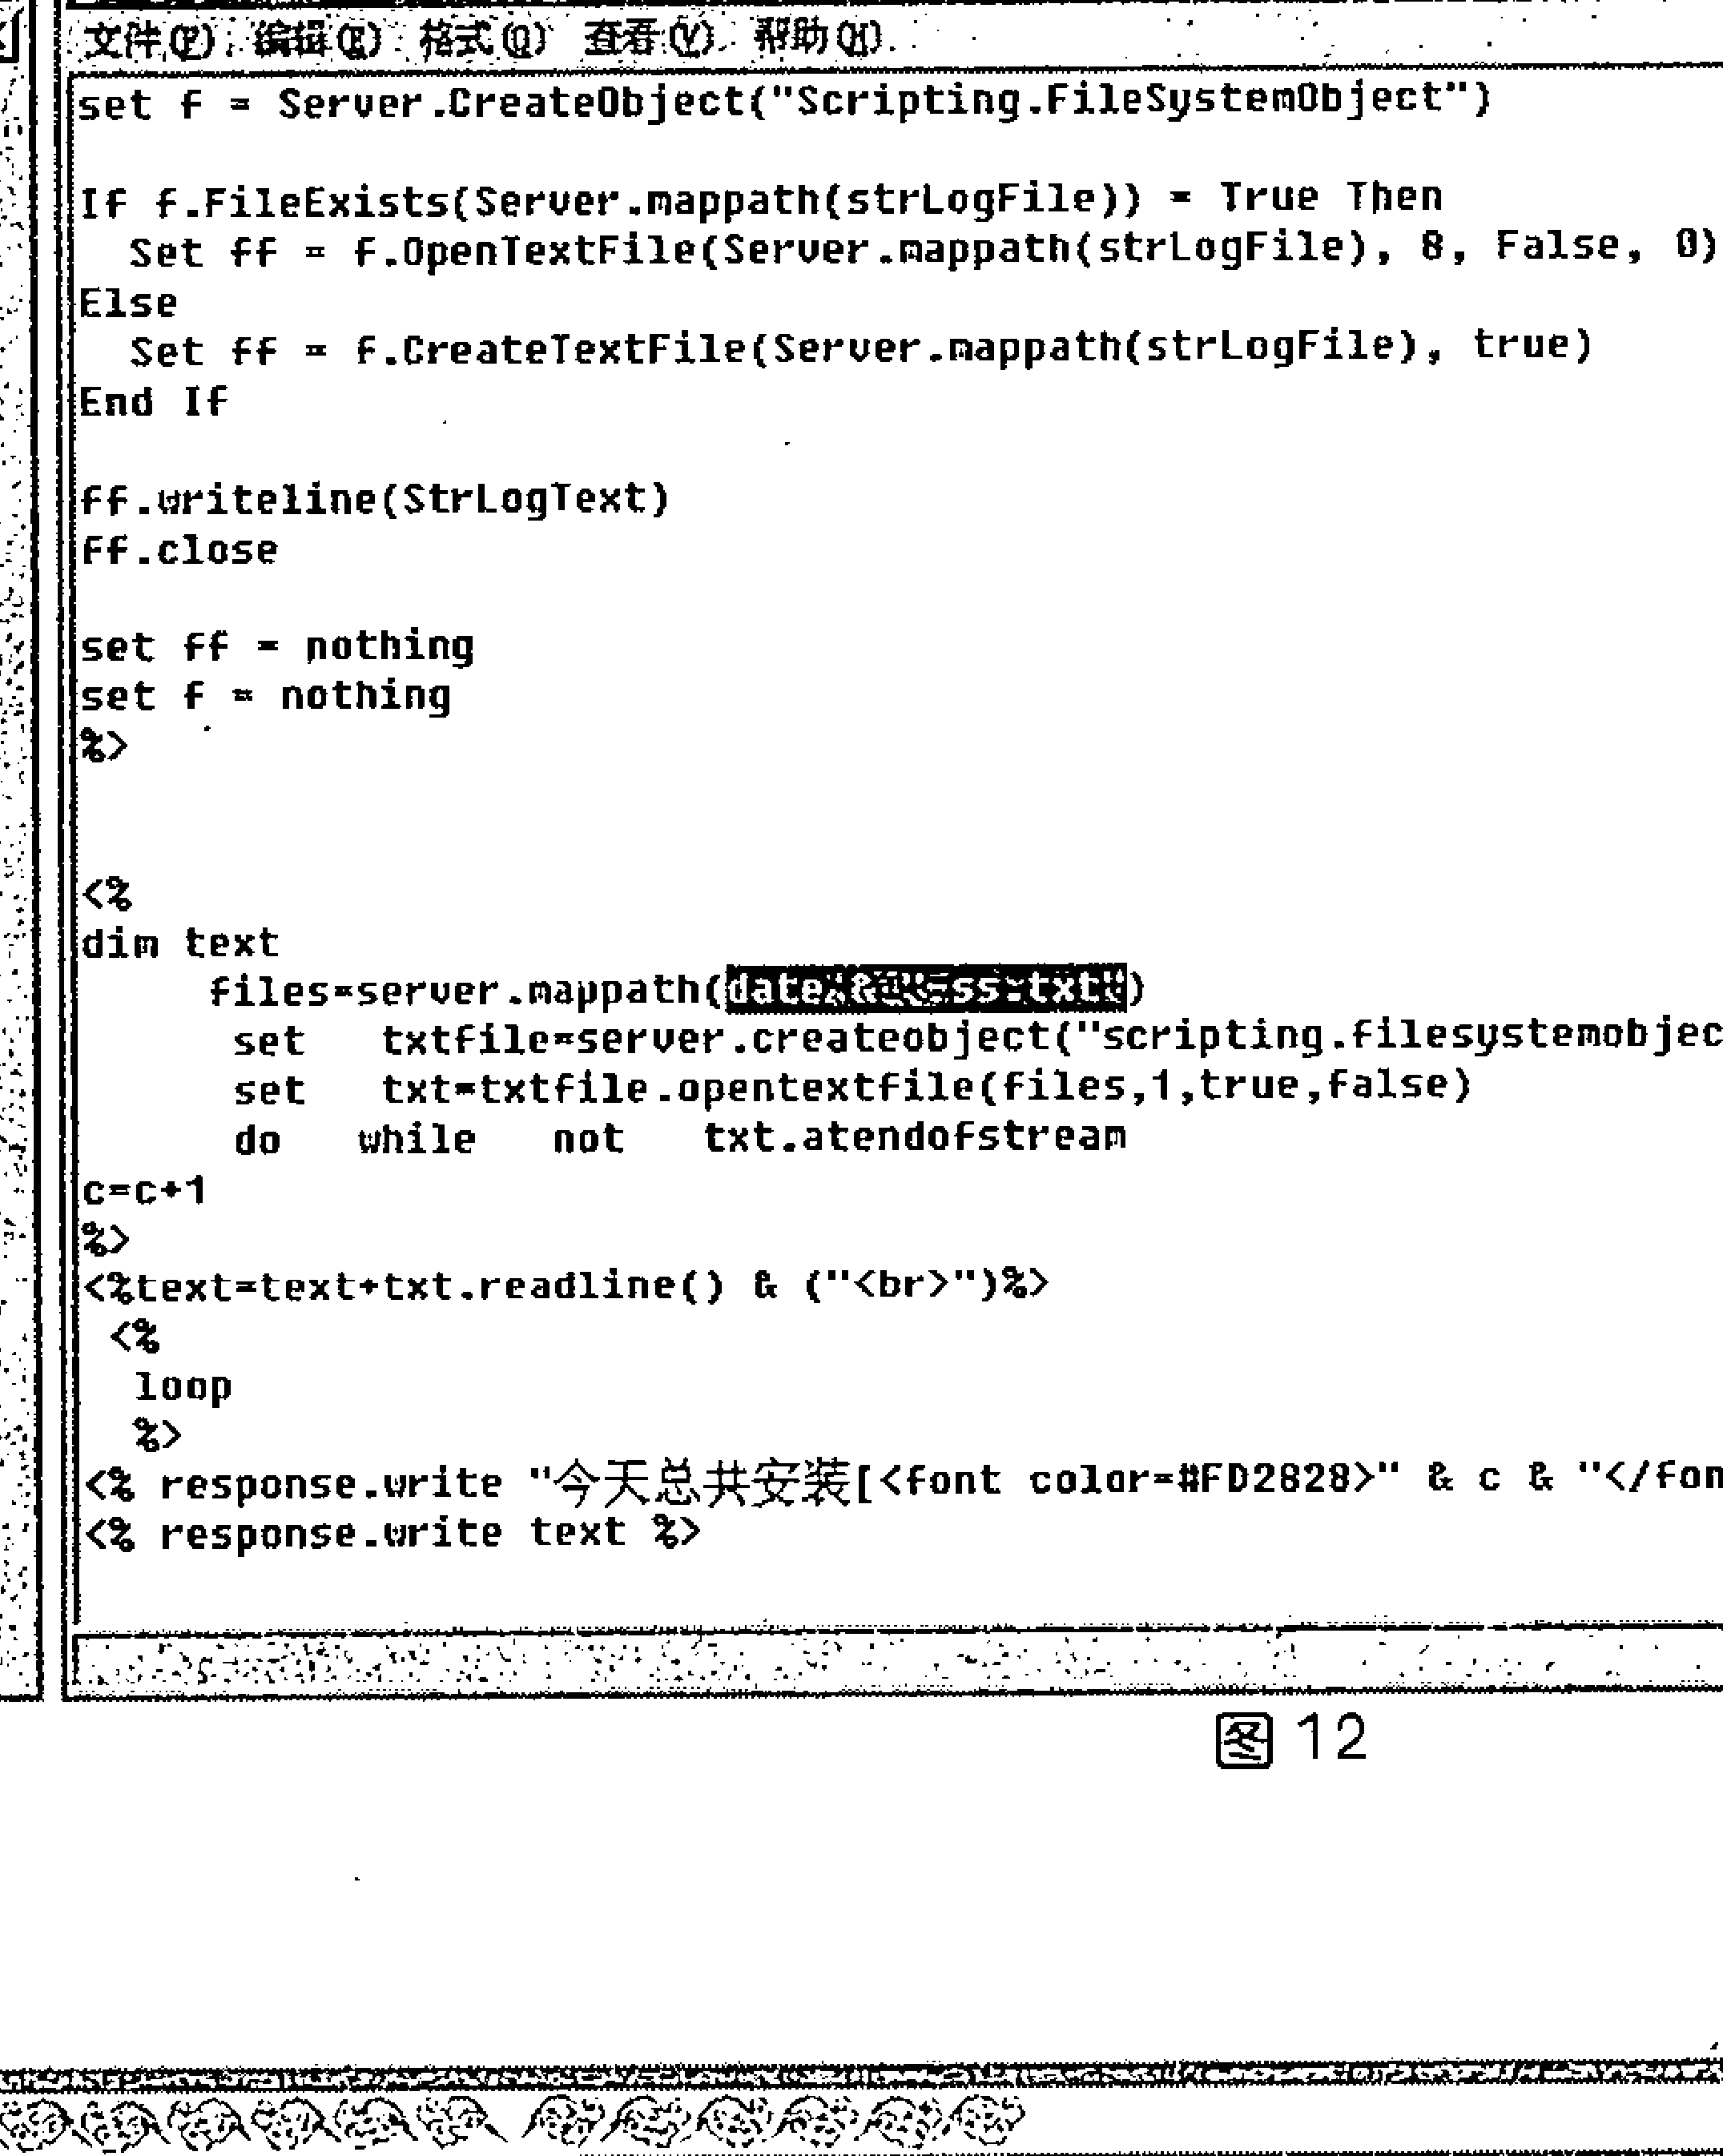 文件(F) 编辑(E) 格式(O) 查看(V) 帮助(H)
set f = Server.CreateObject("Scripting.FileSystemObject")
If f.FileExists(Server.mappath(strLogFile)) = True Then
Set ff = f.OpenTextFile(Server.mappath(strLogFile), 8, False, 0)
Else
Set ff = f.CreateTextFile(Server.mappath(strLogFile), true)
End If
ff.writeline(StrLogText)
ff.close
set ff = nothing
set f = nothing
%>
<%
dim text
files=server.mappath(date & "-ss.txt")
set txtfile=server.createobject("scripting.filesystemobjec
set txt=txtfile.opentextfile(files,1,true,false)
do while not txt.atendofstream
c=c+1
%>
<%text=text+txt.readline() & ("<br>")%>
<%
loop
%>
<% response.write "今天总共安装[<font color=#FD2828>" & c & "</fon
<% response.write text %>
图 12